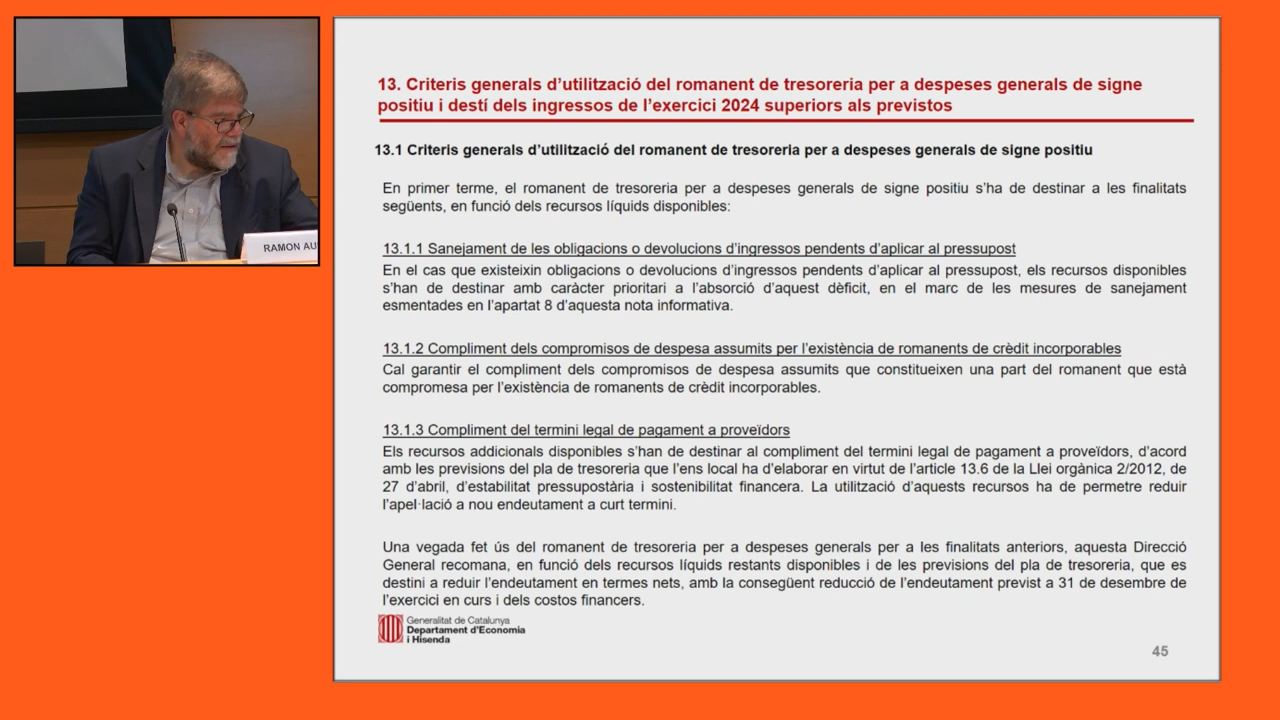 RAMON AU
13. Criteris generals d’utilització del romanent de tresoreria per a despeses generals de signe
positiu i destí dels ingressos de l’exercici 2024 superiors als previstos
13.1 Criteris generals d’utilització del romanent de tresoreria per a despeses generals de signe positiu
En primer terme, el romanent de tresoreria per a despeses generals de signe positiu s’ha de destinar a les finalitats
següents, en funció dels recursos líquids disponibles:
13.1.1 Sanejament de les obligacions o devolucions d’ingressos pendents d’aplicar al pressupost
En el cas que existeixin obligacions o devolucions d’ingressos pendents d’aplicar al pressupost, els recursos disponibles
s’han de destinar amb caràcter prioritari a l’absorció d’aquest dèficit, en el marc de les mesures de sanejament
esmentades en l’apartat 8 d’aquesta nota informativa.
13.1.2 Compliment dels compromisos de despesa assumits per l’existència de romanents de crèdit incorporables
Cal garantir el compliment dels compromisos de despesa assumits que constitueixen una part del romanent que està
compromesa per l’existència de romanents de crèdit incorporables.
13.1.3 Compliment del termini legal de pagament a proveïdors
Els recursos addicionals disponibles s’han de destinar al compliment del termini legal de pagament a proveïdors, d’acord
amb les previsions del pla de tresoreria que l’ens local ha d’elaborar en virtut de l’article 13.6 de la Llei orgànica 2/2012, de
27 d’abril, d’estabilitat pressupostària i sostenibilitat financera. La utilització d’aquests recursos ha de permetre reduir
l’apel·lació a nou endeutament a curt termini.
Una vegada fet ús del romanent de tresoreria per a despeses generals per a les finalitats anteriors, aquesta Direcció
General recomana, en funció dels recursos líquids restants disponibles i de les previsions del pla de tresoreria, que es
destini a reduir l’endeutament en termes nets, amb la consegüent reducció de l’endeutament previst a 31 de desembre de
l’exercici en curs i dels costos financers.
Generalitat de Catalunya
Departament d’Economia
i Hisenda
45